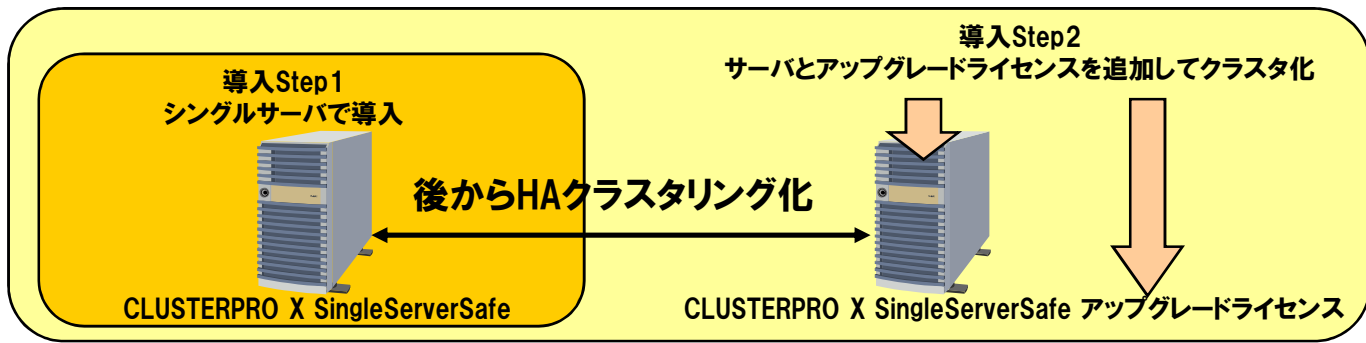 導入Step1
シングルサーバで導入
導入Step2
サーバとアップグレードライセンスを追加してクラスタ化
後からHAクラスタリング化
CLUSTERPRO X SingleServerSafe
CLUSTERPRO X SingleServerSafe アップグレードライセンス